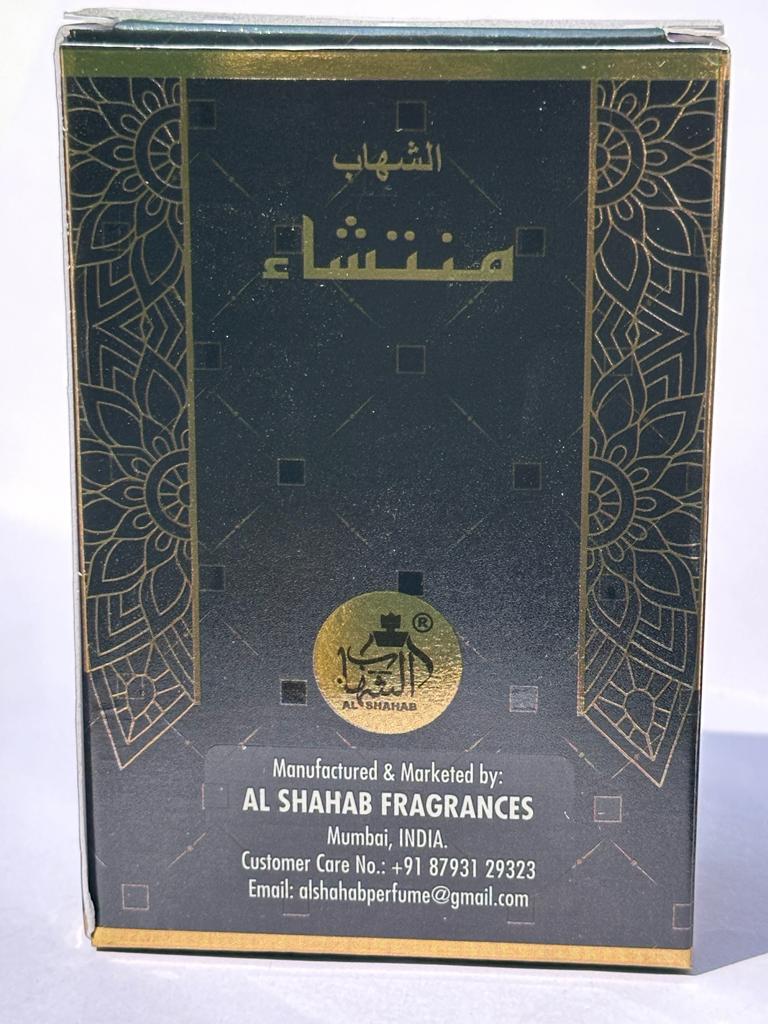 الشهاب
منتشاء
®
الشهاب
AL SHAHAB
Manufactured & Marketed by:
AL SHAHAB FRAGRANCES
Mumbai, INDIA.
Customer Care No.: +91 87931 29323
Email: alshahabperfume@gmail.com